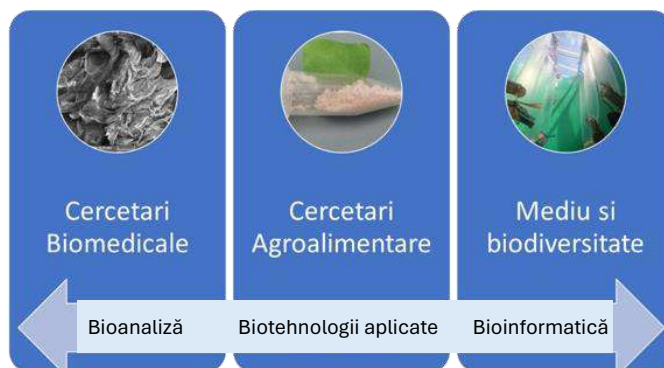 Cercetari
Biomedicale
Cercetari
Agroalimentare
Mediu si
biodiversitate
Bioanaliză
Biotehnologii aplicate
Bioinformatică